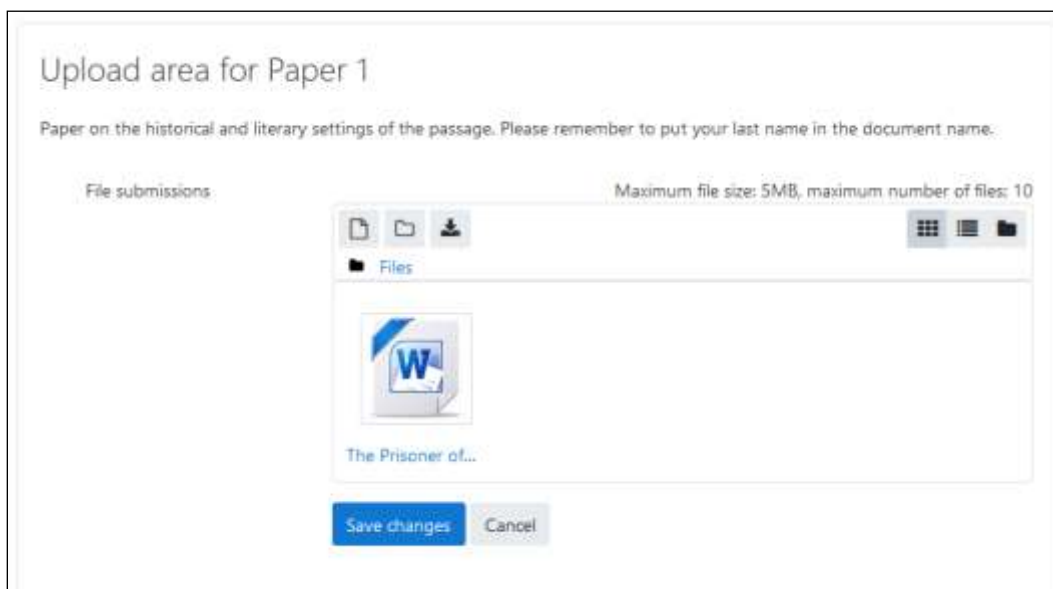 Upload area for Paper 1
Paper on the historical and literary settings of the passage. Please remember to put your last name in the document name.
File submissions
Maximum file size: 5MB, maximum number of files: 10
Files
W
The Prisoner of...
Save changes
Cancel